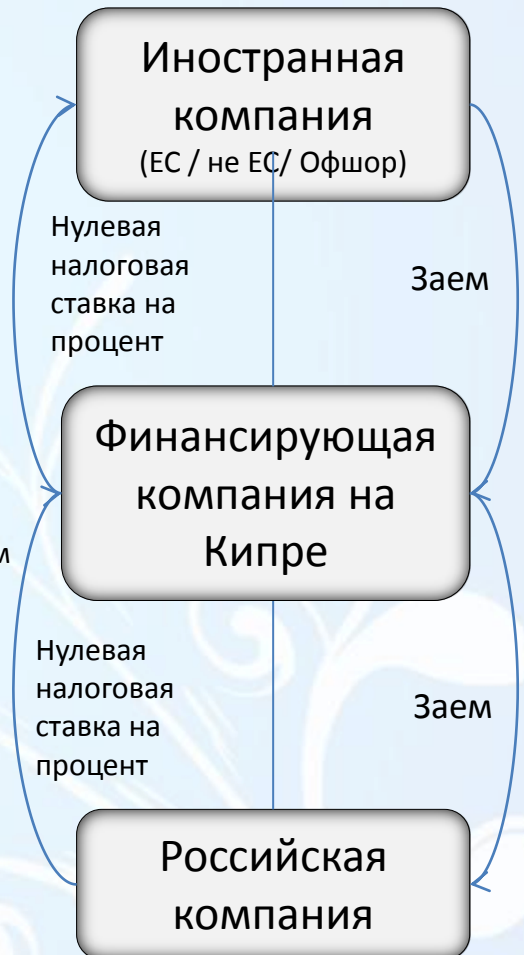 Иностранная
компания
(ЕС / не ЕС/ Офшор)
Нулевая
налоговая
ставка на
процент
Заем
Финансирующая
компания на
Кипре
м
Нулевая
налоговая
ставка на
процент
Заем
Российская
компания